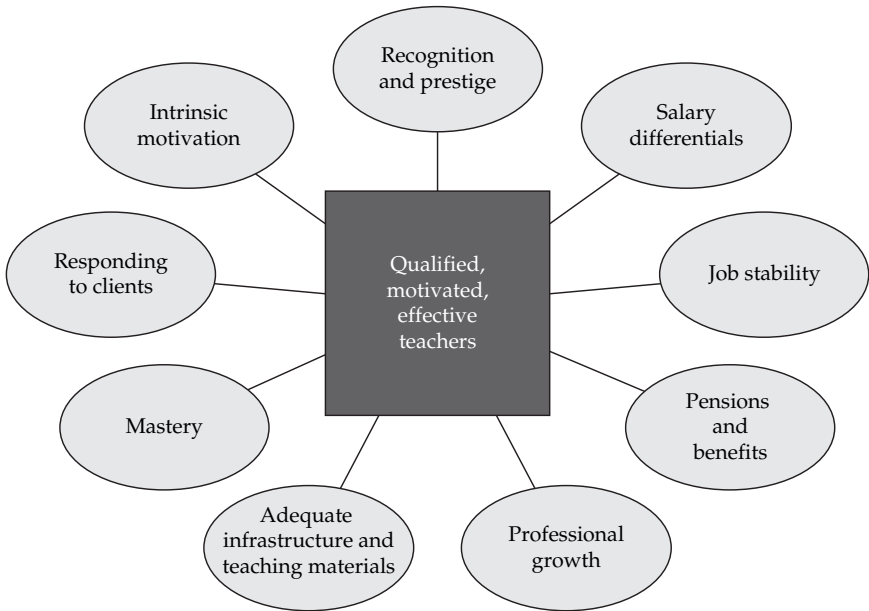 Recognition
and prestige
Salary
differentials
Job stability
Pensions
and
benefits
Professional
growth
Adequate
infrastructure and
teaching materials
Mastery
Responding
to clients
Intrinsic
motivation
Qualified,
motivated,
effective
teachers